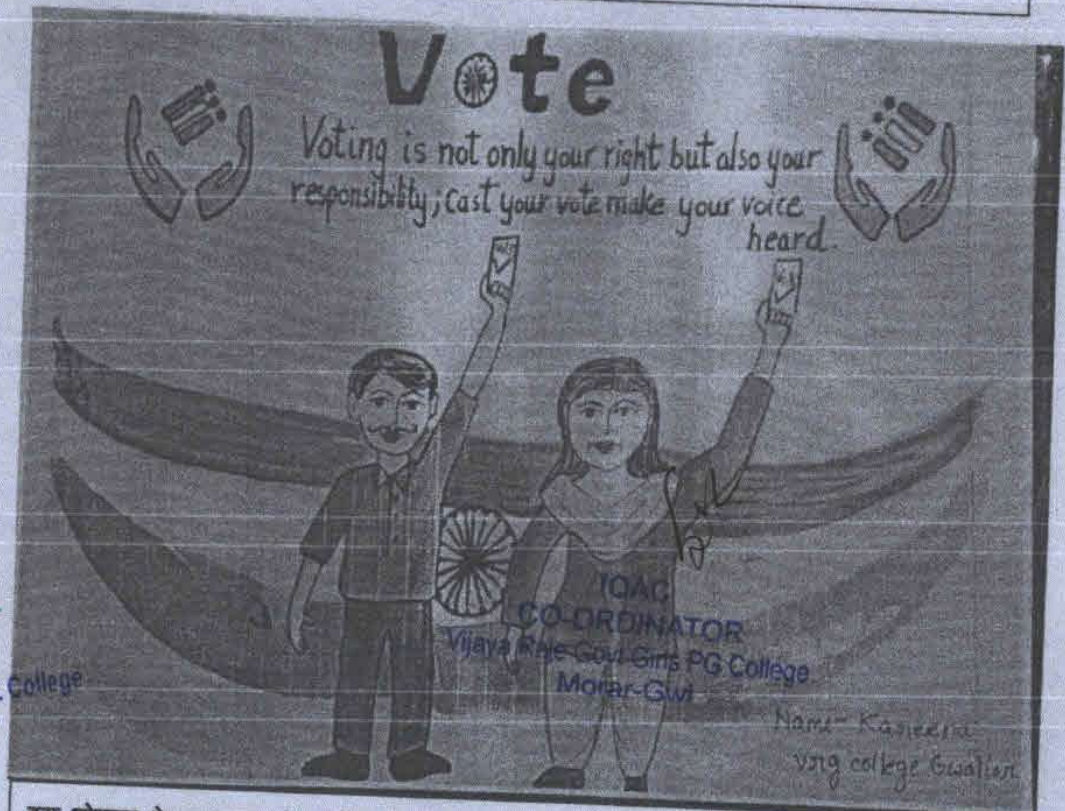 Vote
Voting is not only your right but also your
responsibility; cast your vote make your voice
heard.
IQAC
CO-ORDINATOR
Vijaya Raje Govt Girls PG College
Morar-Gwl
College
Name- Kasieena
vrg college Gwalior